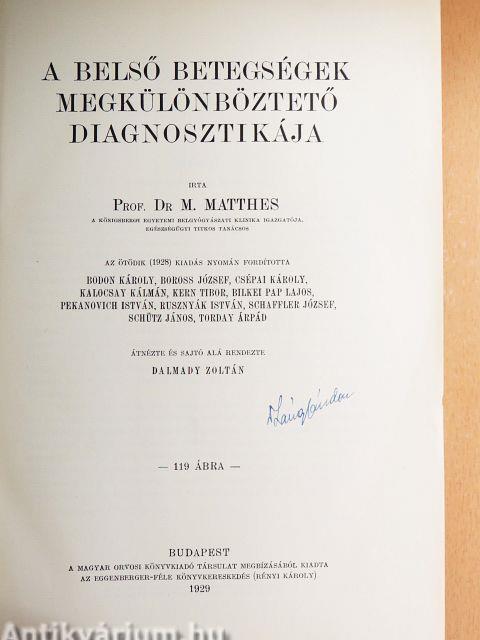 A BELSŐ BETEGSÉGEK
MEGKÜLÖNBÖZTETŐ
DIAGNOSZTIKÁJA
IRTA
PROF. DR M. MATTHES
A KÖNIGSBERGI EGYETEMI BELGYÓGYÁSZATI KLINIKA IGAZGATÓJA,
EGÉSZSÉGÜGYI TITKOS TANÁCSOS
AZ ÖTÖDIK (1928) KIADÁS NYOMÁN FORDÍTOTTA
BODON KÁROLY, BOROSS JÓZSEF, CSÉPAI KÁROLY,
KALOCSAY KÁLMÁN, KERN TIBOR, BILKEI PAP LAJOS,
PEKANOVICH ISTVÁN, RUSZNYÁK ISTVÁN, SCHAFFLER JÓZSEF,
SCHÜTZ JÁNOS, TORDAY ÁRPÁD
ÁTNÉZTE ÉS SAJTÓ ALÁ RENDEZTE
DALMADY ZOLTÁN
— 119 ÁBRA —
BUDAPEST
A MAGYAR ORVOSI KÖNYVKIADÓ TÁRSULAT MEGBÍZÁSÁBÓL KIADTA
AZ EGGENBERGER-FÉLE KÖNYVKERESKEDÉS (RÉNYI KÁROLY)
1929
Antikvárium.hu